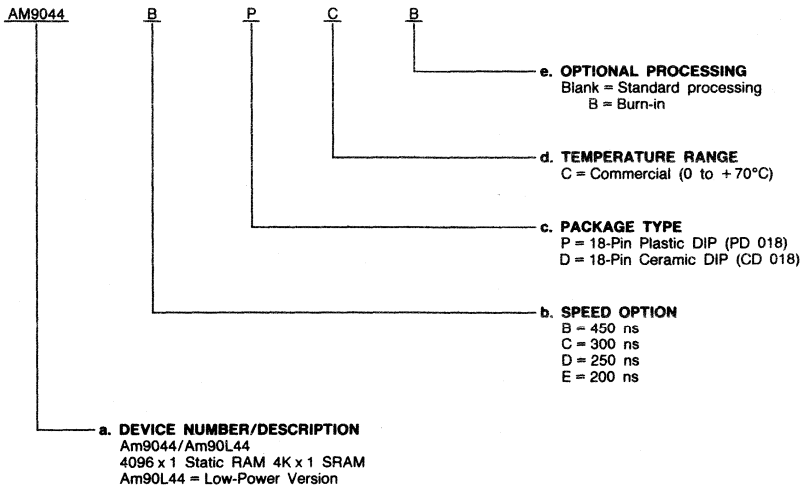 AM9044 B P C B
e. OPTIONAL PROCESSING
Blank = Standard processing
B = Burn-in
d. TEMPERATURE RANGE
C = Commercial (0 to +70°C)
c. PACKAGE TYPE
P = 18-Pin Plastic DIP (PD 018)
D = 18-Pin Ceramic DIP (CD 018)
b. SPEED OPTION
B = 450 ns
C = 300 ns
D = 250 ns
E = 200 ns
a. DEVICE NUMBER/DESCRIPTION
Am9044/Am90L44
4096 x 1 Static RAM 4K x 1 SRAM
Am90L44 = Low-Power Version